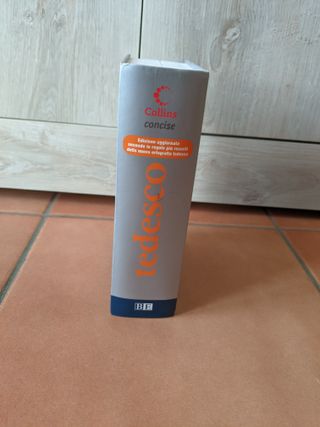 Collins
concise
Edizione aggiornata
secondo le regole più recenti
della nuova ortografia tedesca
tedesco
BE